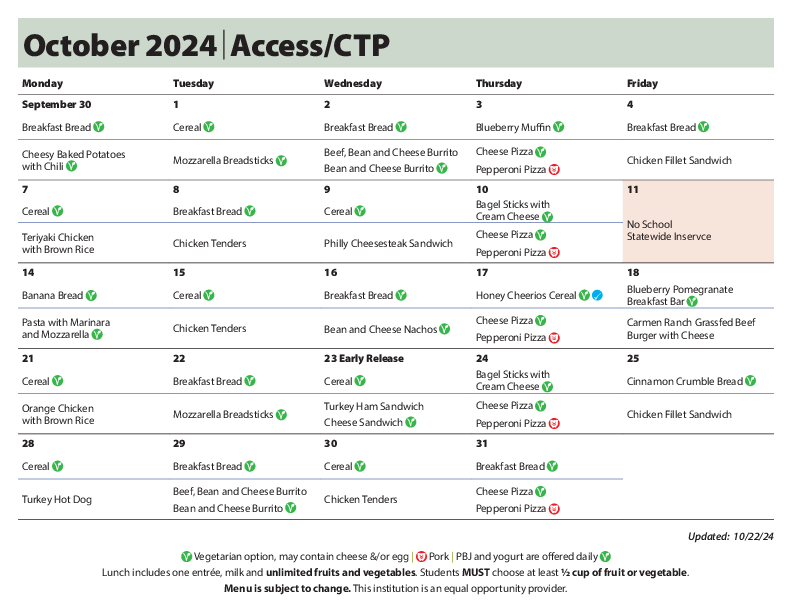 October 2024 | Access/CTP
Monday Tuesday Wednesday Thursday Friday
September 30 1 2 3 4
Breakfast Bread Cereal Breakfast Bread Blueberry Muffin Breakfast Bread
Cheesy Baked Potatoes
with Chili
Mozzarella Breadsticks
Beef, Bean and Cheese Burrito
Bean and Cheese Burrito
Cheese Pizza
Pepperoni Pizza
Chicken Fillet Sandwich
7 8 9 10 11
Cereal Breakfast Bread Cereal
Bagel Sticks with
Cream Cheese
No School
Statewide Inservce
Teriyaki Chicken
with Brown Rice
Chicken Tenders
Philly Cheesesteak Sandwich
Cheese Pizza
Pepperoni Pizza
14 15 16 17 18
Banana Bread Cereal Breakfast Bread Honey Cheerios Cereal
Blueberry Pomegranate
Breakfast Bar
Pasta with Marinara
and Mozzarella
Chicken Tenders
Bean and Cheese Nachos
Cheese Pizza
Pepperoni Pizza
Carmen Ranch Grassfed Beef
Burger with Cheese
21 22 23 Early Release 24 25
Cereal Breakfast Bread Cereal
Bagel Sticks with
Cream Cheese
Cinnamon Crumble Bread
Orange Chicken
with Brown Rice
Mozzarella Breadsticks
Turkey Ham Sandwich
Cheese Sandwich
Cheese Pizza
Pepperoni Pizza
Chicken Fillet Sandwich
28 29 30 31
Cereal Breakfast Bread Cereal Breakfast Bread
Turkey Hot Dog
Beef, Bean and Cheese Burrito
Bean and Cheese Burrito
Chicken Tenders
Cheese Pizza
Pepperoni Pizza
Updated: 10/22/24
V Vegetarian option, may contain cheese &/or egg | Pork | PBJ and yogurt are offered daily V
Lunch includes one entrée, milk and unlimited fruits and vegetables. Students MUST choose at least ½ cup of fruit or vegetable.
Menu is subject to change. This institution is an equal opportunity provider.